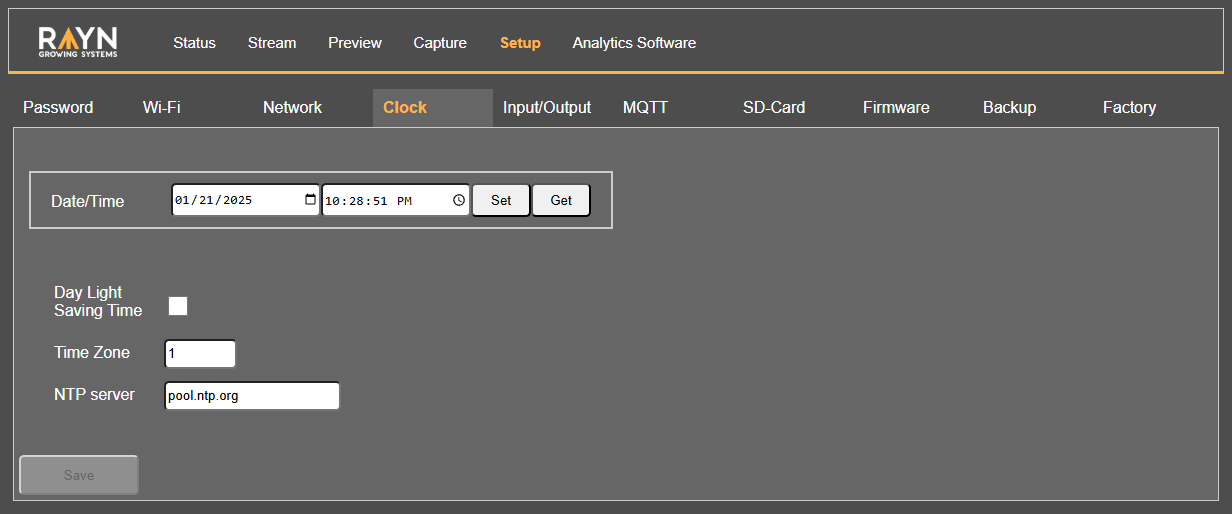 RAYN
GROWING SYSTEMS
Status Stream Preview Capture Setup Analytics Software
Password Wi-Fi Network Clock Input/Output MQTT SD-Card Firmware Backup Factory
Date/Time 01/21/2025 10:28:51 PM Set Get
Day Light
Saving Time
Time Zone 1
NTP server pool.ntp.org
Save